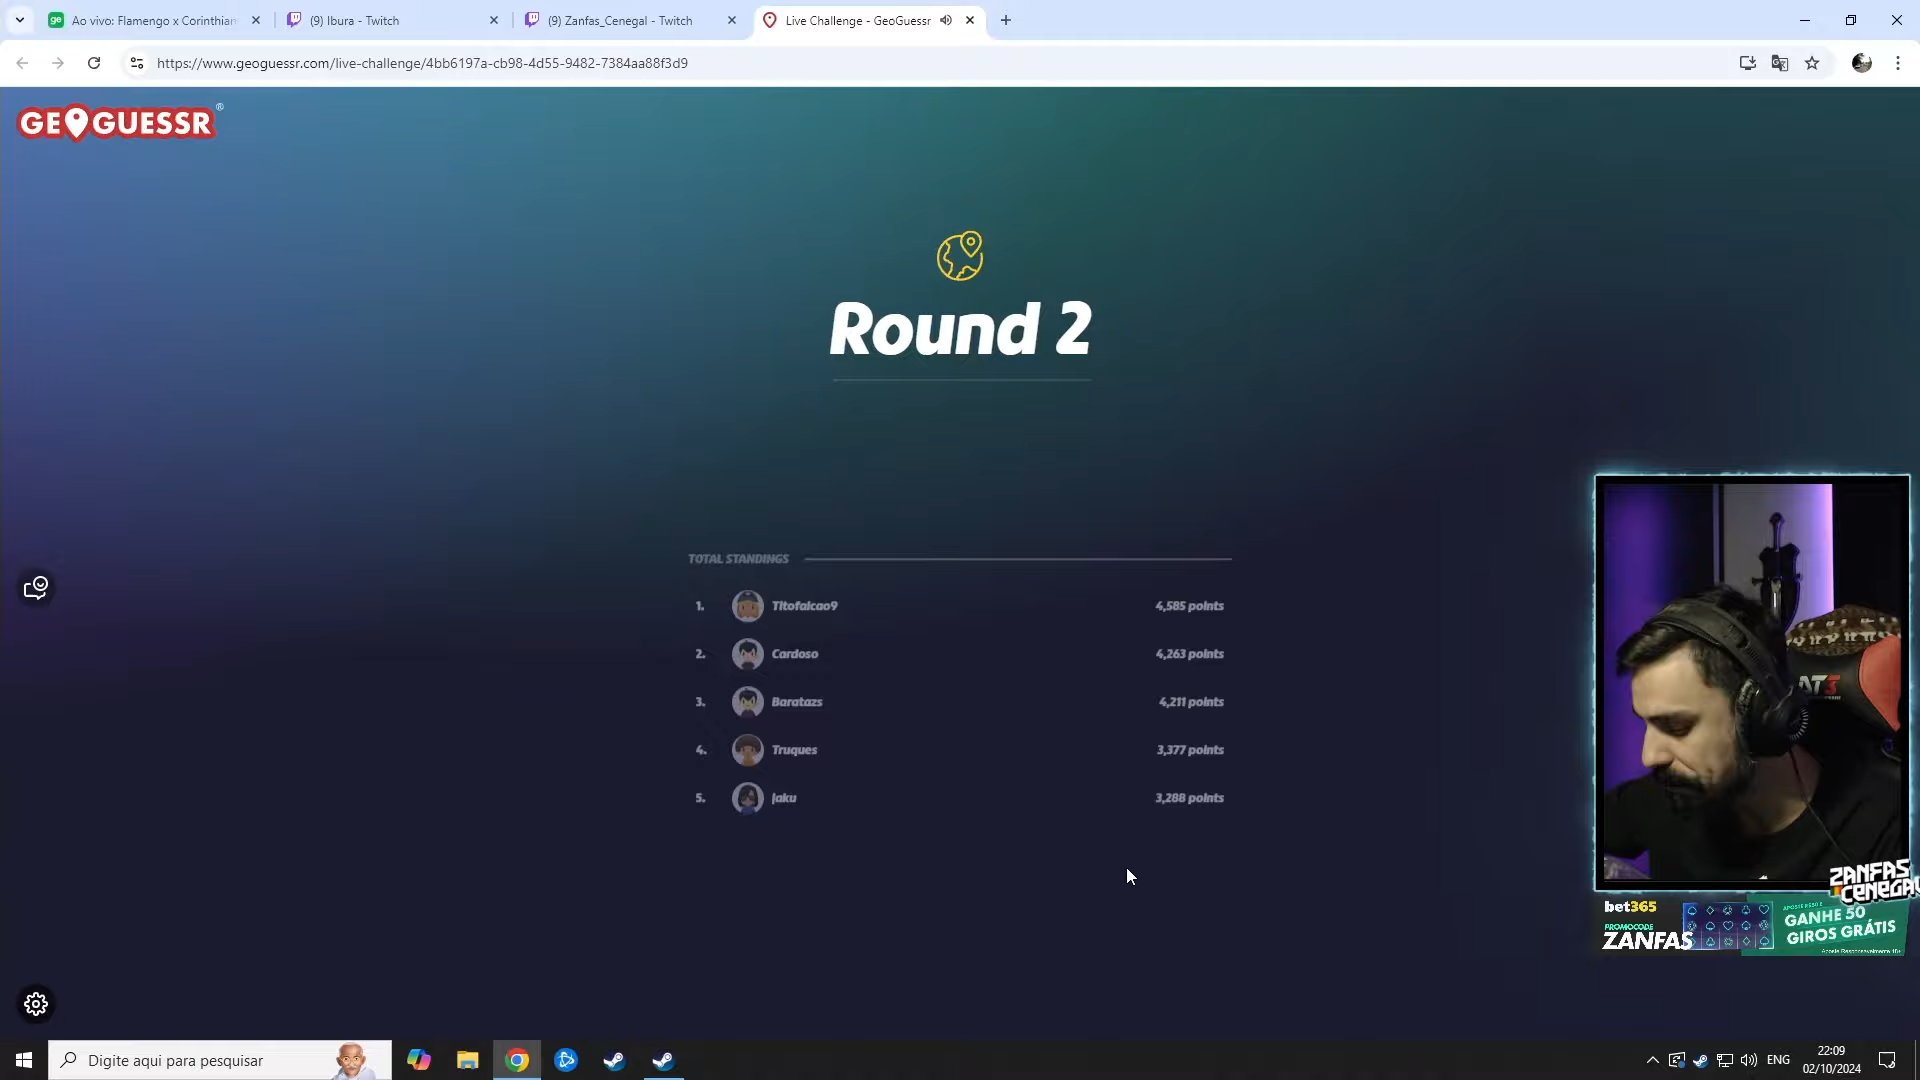 Ao vivo: Flamengo x Corinthian
(9) Ibura - Twitch
(9) Zanfas_Cenegal - Twitch
Live Challenge - GeoGuessr
https://www.geoguessr.com/live-challenge/4bb6197a-cb98-4d55-9482-7384aa88f3d9
GEOGUESSR
Round 2
TOTAL STANDINGS
1. Titofalcao9 4,585 points
2. Cardoso 4,263 points
3. Baratazs 4,211 points
4. Truques 3,377 points
5. Jaku 3,288 points
AT3
ZANFAS
CENEGAL
bet365
PROMOCODE
ZANFAS
GANHE 50
GIROS GRÁTIS
Digite aqui para pesquisar
ENG
22:09
02/10/2024